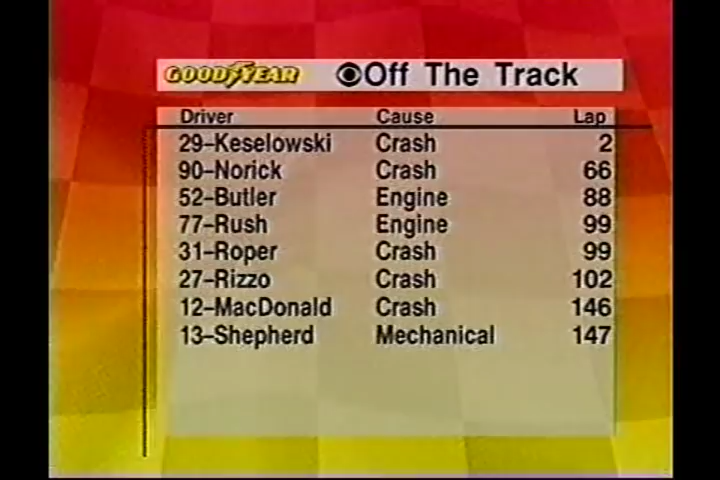 GOODYEAR Off The Track
Driver Cause Lap
29-Keselowski Crash 2
90-Norick Crash 66
52-Butler Engine 88
77-Rush Engine 99
31-Roper Crash 99
27-Rizzo Crash 102
12-MacDonald Crash 146
13-Shepherd Mechanical 147